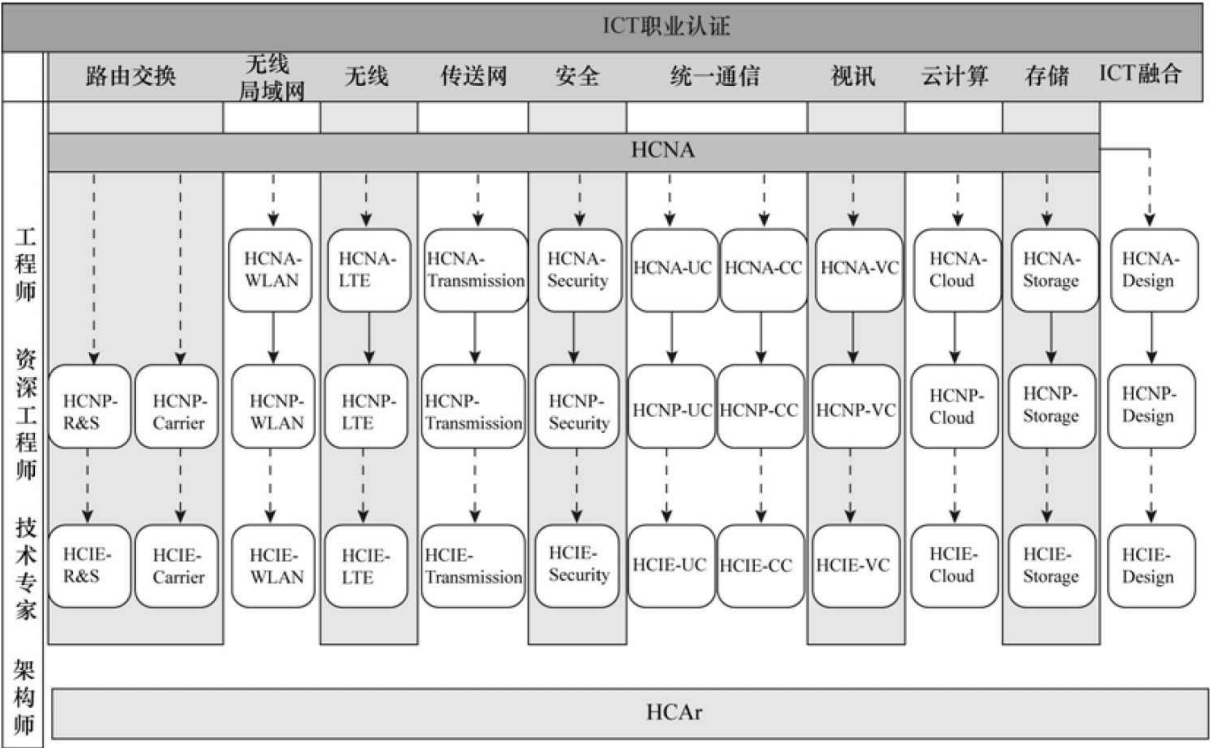 ICT职业认证
路由交换
无线
局域网
无线
传送网
安全
统一通信
视讯
云计算
存储
ICT融合
HCNA
工程师
HCNA-
WLAN
HCNA-
LTE
HCNA-
Transmission
HCNA-
Security
HCNA-UC
HCNA-CC
HCNA-VC
HCNA-
Cloud
HCNA-
Storage
HCNA-
Design
资深工程师
HCNP-
R&S
HCNP-
Carrier
HCNP-
WLAN
HCNP-
LTE
HCNP-
Transmission
HCNP-
Security
HCNP-UC
HCNP-CC
HCNP-VC
HCNP-
Cloud
HCNP-
Storage
HCNP-
Design
技术专家
HCIE-
R&S
HCIE-
Carrier
HCIE-
WLAN
HCIE-
LTE
HCIE-
Transmission
HCIE-
Security
HCIE-UC
HCIE-CC
HCIE-VC
HCIE-
Cloud
HCIE-
Storage
HCIE-
Design
架构师
HCAr